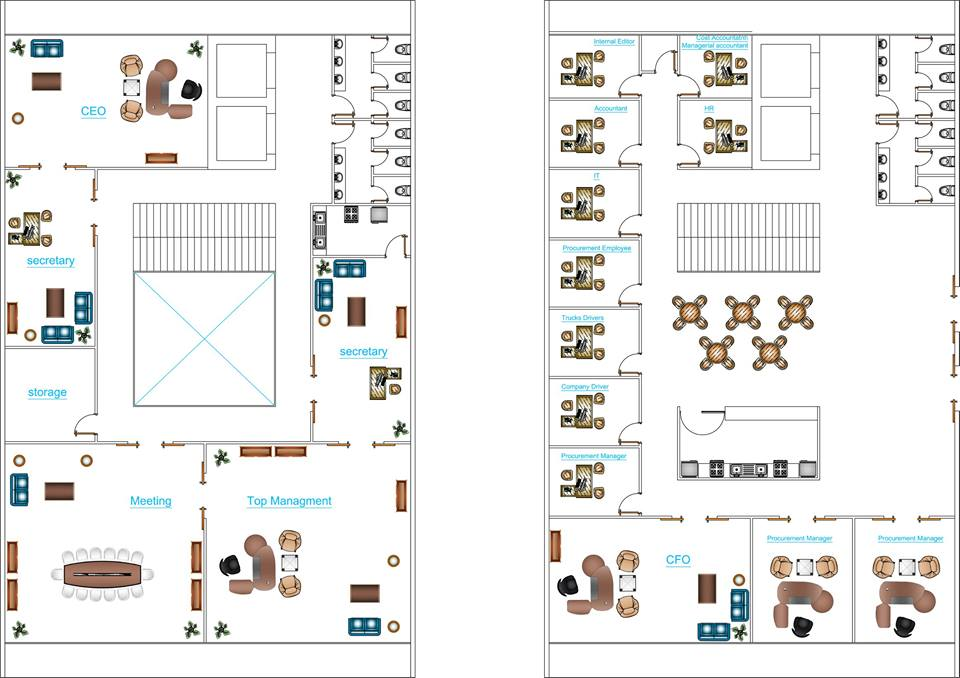 CEO
secretary
storage
secretary
Meeting
Top Managment
Internal Editor
Cost Accountatnt
Managerial accountant
Accountant
HR
IT
Procurement Employee
Trucks Drivers
Company Driver
Procurement Manager
CFO
Procurement Manager
Procurement Manager